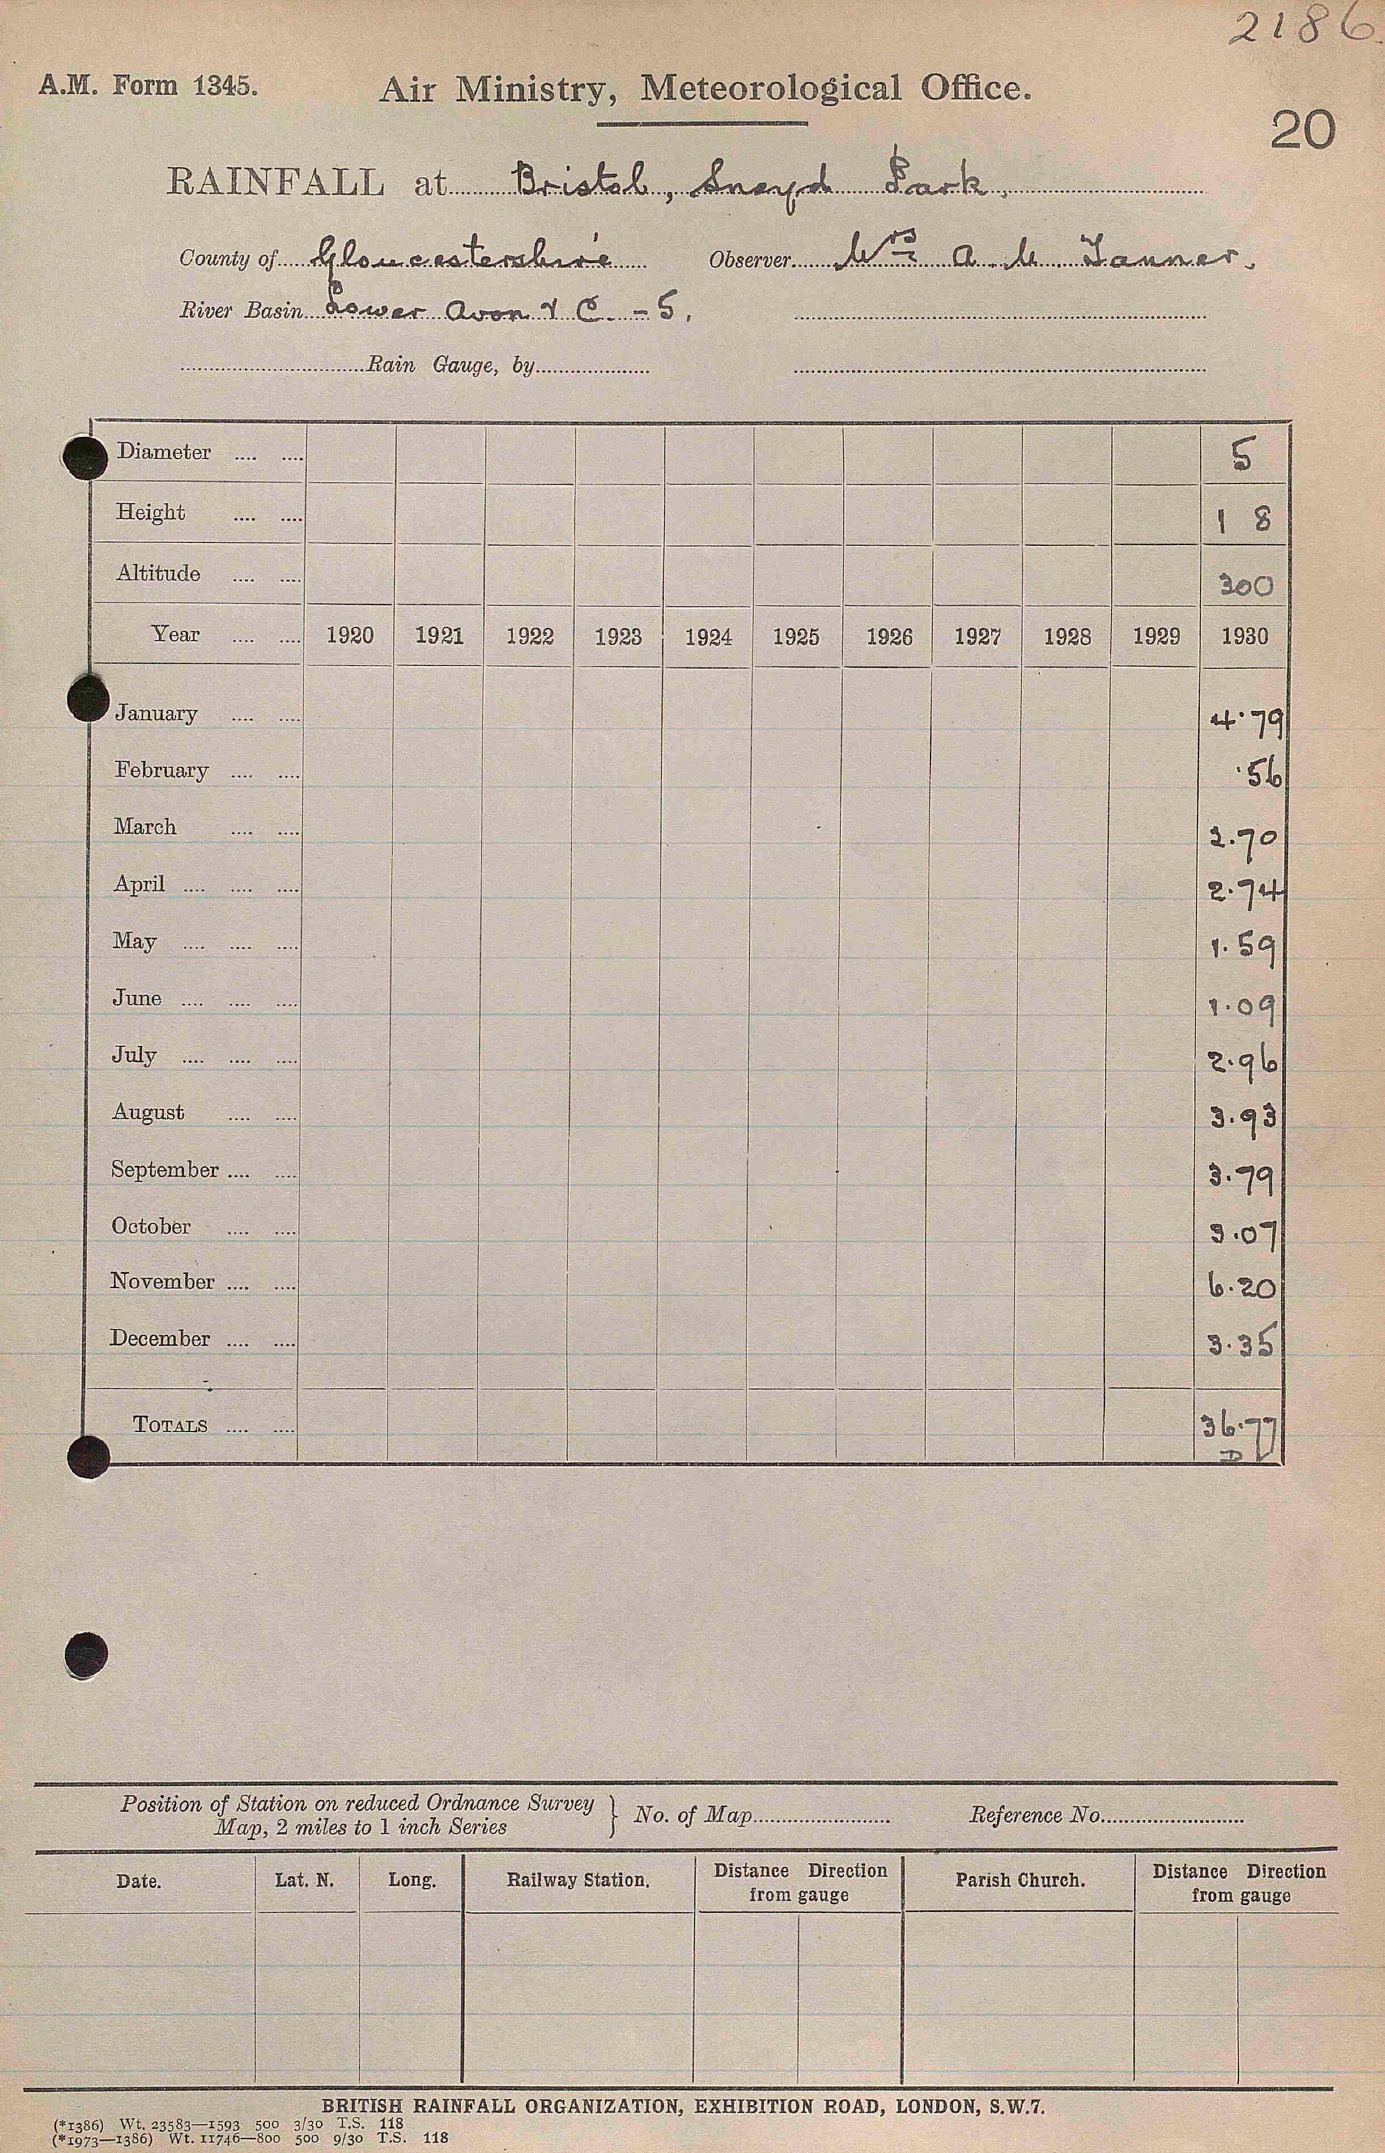 2186.
A.M. Form 1345. Air Ministry, Meteorological Office.
20
RAINFALL at Bristol, Sneyd Park.
County of Gloucestershire Observer Mrs A. M. Tanner.
River Basin Lower Avon & C. - 5.
Rain Gauge, by
Diameter .... .... 5
Height .... .... 1 8
Altitude .... .... 300
Year .... .... 1920 1921 1922 1923 1924 1925 1926 1927 1928 1929 1930
January .... .... 4.79
February .... .... .56
March .... .... 2.70
April .... .... .... 2.74
May .... .... .... 1.59
June .... .... .... 1.09
July .... .... .... 2.96
August .... .... 3.93
September .... .... 3.79
October .... .... 3.07
November .... .... 6.20
December .... .... 3.35
TOTALS .... .... 36.77
D
Position of Station on reduced Ordnance Survey
Map, 2 miles to 1 inch Series } No. of Map Reference No.
Date. Lat. N. Long. Railway Station. Distance Direction Parish Church. Distance Direction
from gauge from gauge
BRITISH RAINFALL ORGANIZATION, EXHIBITION ROAD, LONDON, S.W.7.
(*1386) Wt. 23583—1593 500 3/30 T.S. 118
(*1973—1386) Wt. 11746—800 500 9/30 T.S. 118